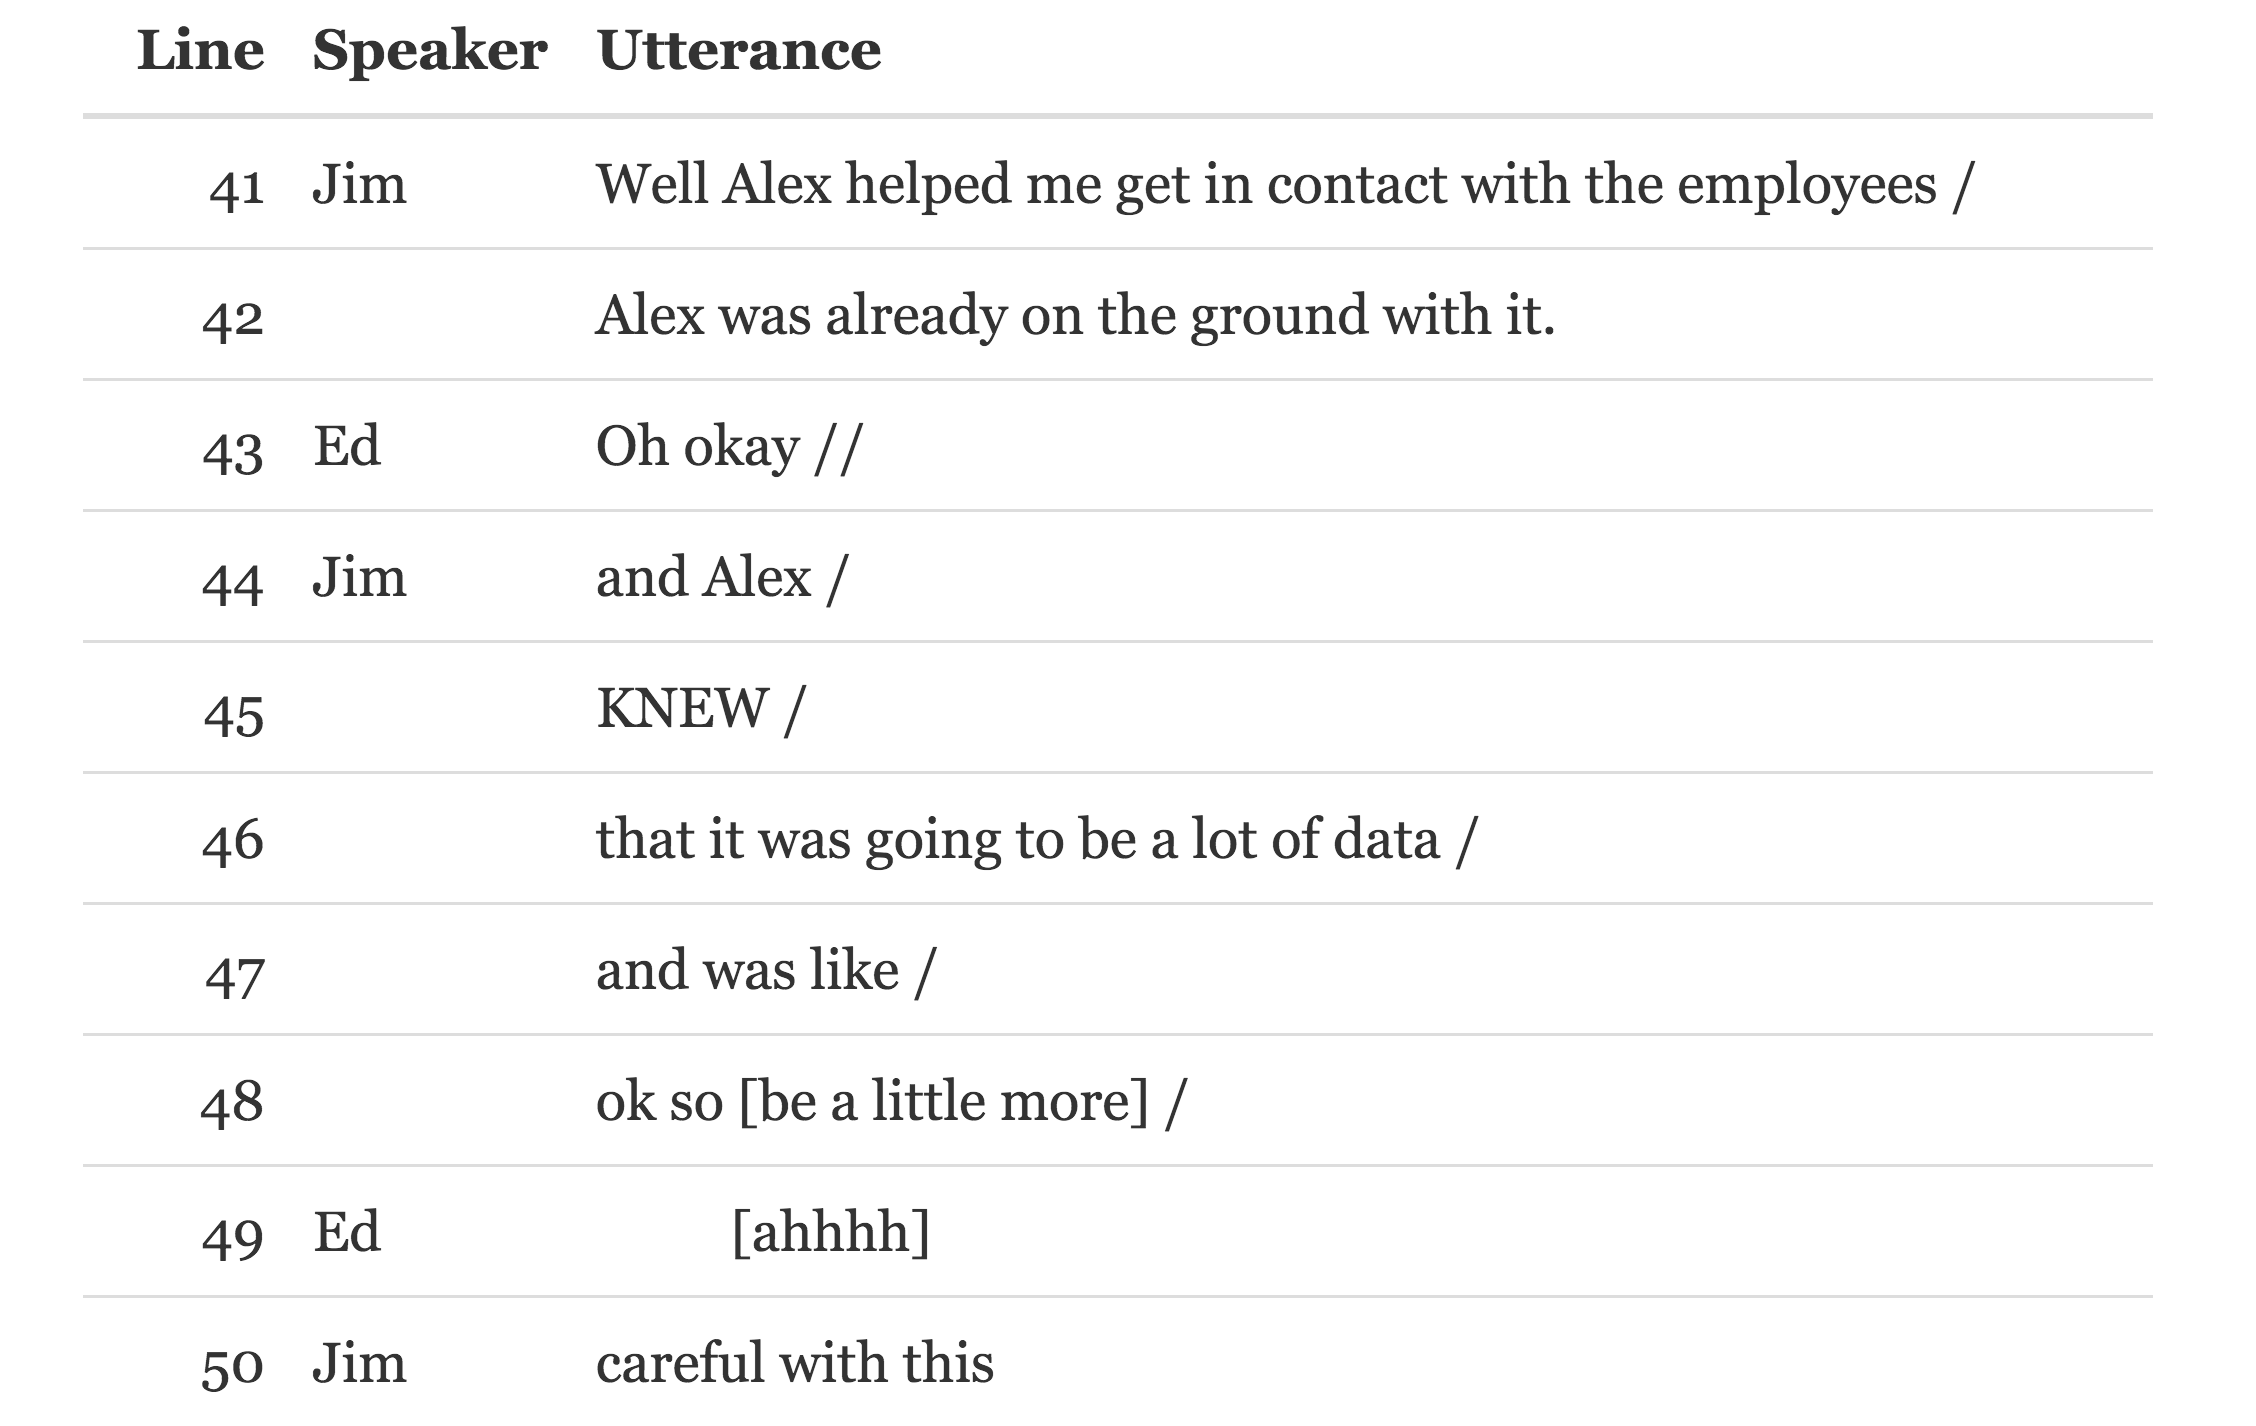 Line Speaker Utterance
41 Jim Well Alex helped me get in contact with the employees /
42 Alex was already on the ground with it.
43 Ed Oh okay //
44 Jim and Alex /
45 KNEW /
46 that it was going to be a lot of data /
47 and was like /
48 ok so [be a little more] /
49 Ed [ahhhh]
50 Jim careful with this